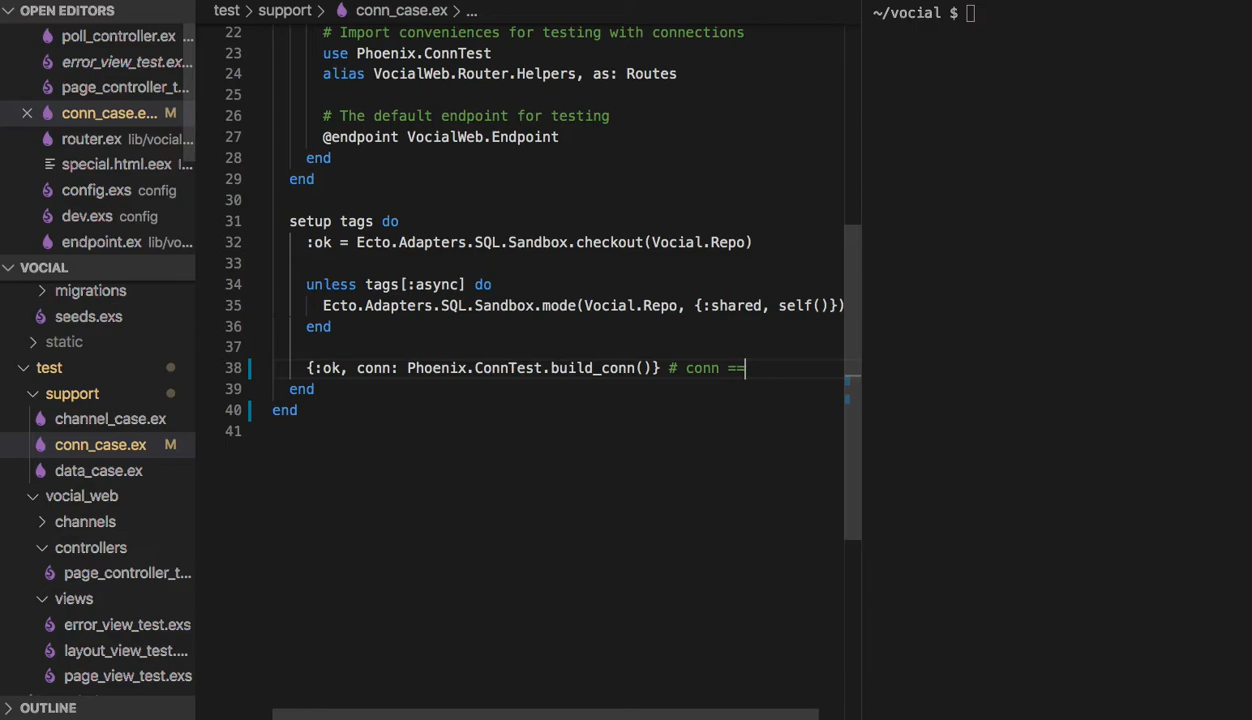 OPEN EDITORS
poll_controller.ex ...
error_view_test.ex...
page_controller_t...
conn_case.e... M
router.ex lib/vocial...
special.html.eex l...
config.exs config
dev.exs config
endpoint.ex lib/vo...
VOCIAL
migrations
seeds.exs
static
test
support
channel_case.ex
conn_case.ex M
data_case.ex
vocial_web
channels
controllers
page_controller_t...
views
error_view_test.exs
layout_view_test....
page_view_test.exs
OUTLINE
test > support > conn_case.ex > ...
22 # Import conveniences for testing with connections
23 use Phoenix.ConnTest
24 alias VocialWeb.Router.Helpers, as: Routes
25
26 # The default endpoint for testing
27 @endpoint VocialWeb.Endpoint
28 end
29 end
30
31 setup tags do
32 :ok = Ecto.Adapters.SQL.Sandbox.checkout(Vocial.Repo)
33
34 unless tags[:async] do
35 Ecto.Adapters.SQL.Sandbox.mode(Vocial.Repo, {:shared, self()})
36 end
37
38 {:ok, conn: Phoenix.ConnTest.build_conn()} # conn ==
39 end
40 end
41
~/vocial $